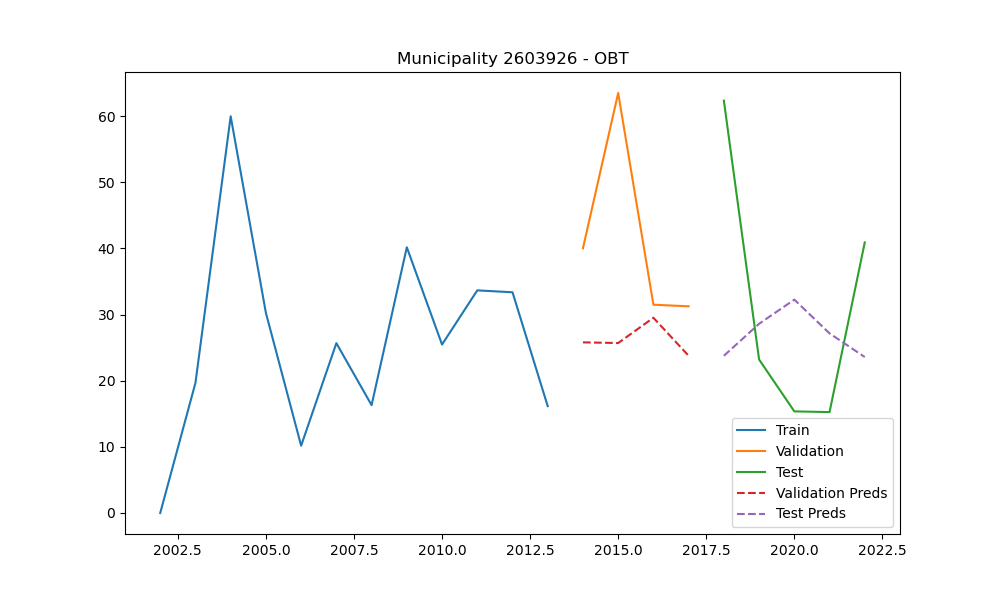 Municipality 2603926 - OBT
60
50
40
30
20
10
0
2002.5 2005.0 2007.5 2010.0 2012.5 2015.0 2017.5 2020.0 2022.5
Train
Validation
Test
Validation Preds
Test Preds